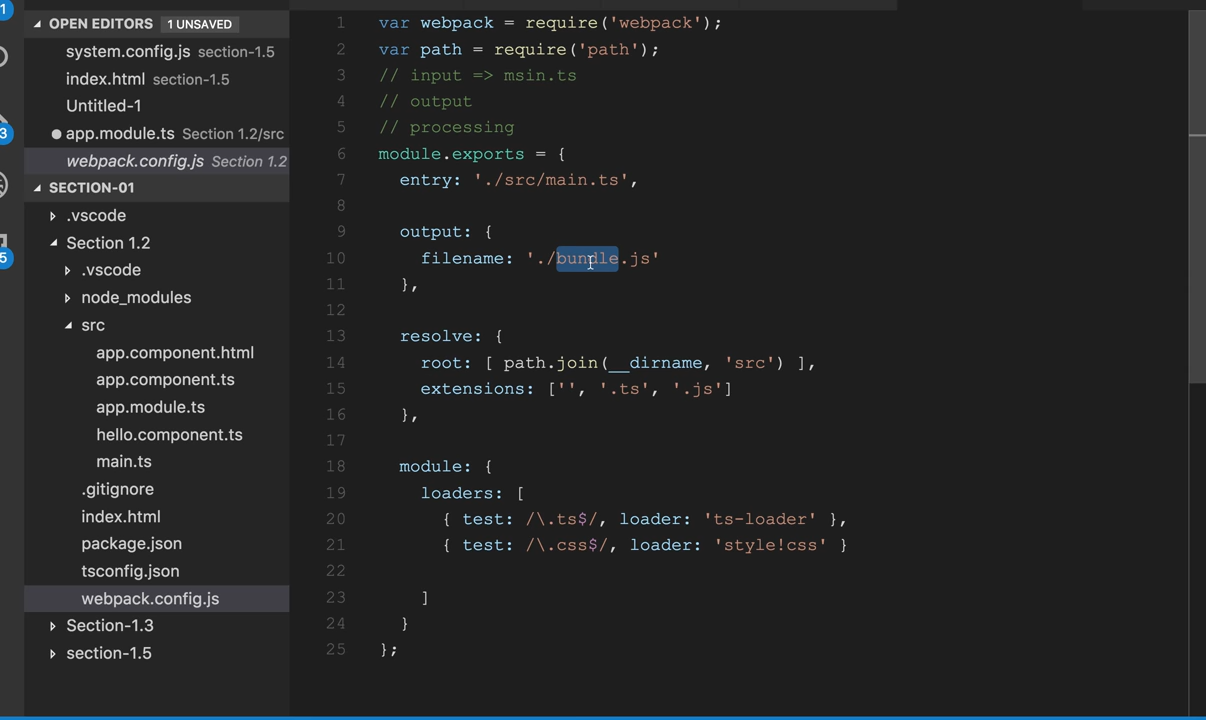 1
OPEN EDITORS 1 UNSAVED
system.config.js section-1.5
index.html section-1.5
Untitled-1
3
app.module.ts Section 1.2/src
webpack.config.js Section 1.2
SECTION-01
.vscode
Section 1.2
5
.vscode
node_modules
src
app.component.html
app.component.ts
app.module.ts
hello.component.ts
main.ts
.gitignore
index.html
package.json
tsconfig.json
webpack.config.js
Section-1.3
section-1.5
1 var webpack = require('webpack');
2 var path = require('path');
3 // input => msin.ts
4 // output
5 // processing
6 module.exports = {
7 entry: './src/main.ts',
8
9 output: {
10 filename: './bundle.js'
11 },
12
13 resolve: {
14 root: [ path.join(__dirname, 'src') ],
15 extensions: ['', '.ts', '.js']
16 },
17
18 module: {
19 loaders: [
20 { test: /\.ts$/, loader: 'ts-loader' },
21 { test: /\.css$/, loader: 'style!css' }
22
23 ]
24 }
25 };